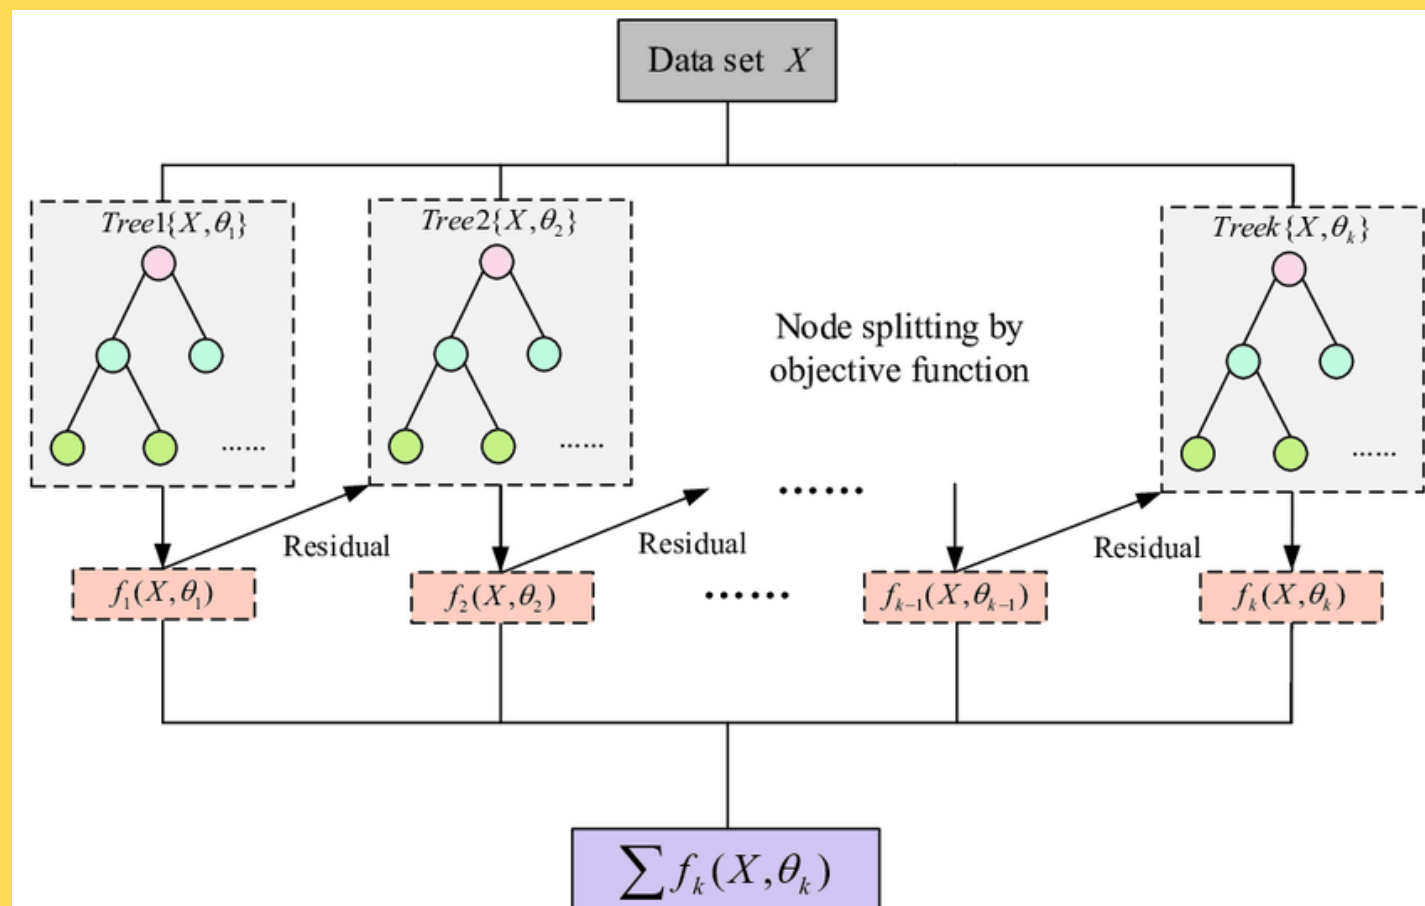 Data set X
Tree1{X,θ₁}
Tree2{X,θ₂}
Treek{X,θₖ}
Node splitting by
objective function
......
......
......
......
Residual
Residual
Residual
f₁(X,θ₁)
f₂(X,θ₂)
......
fₖ₋₁(X,θₖ₋₁)
fₖ(X,θₖ)
∑fₖ(X,θₖ)